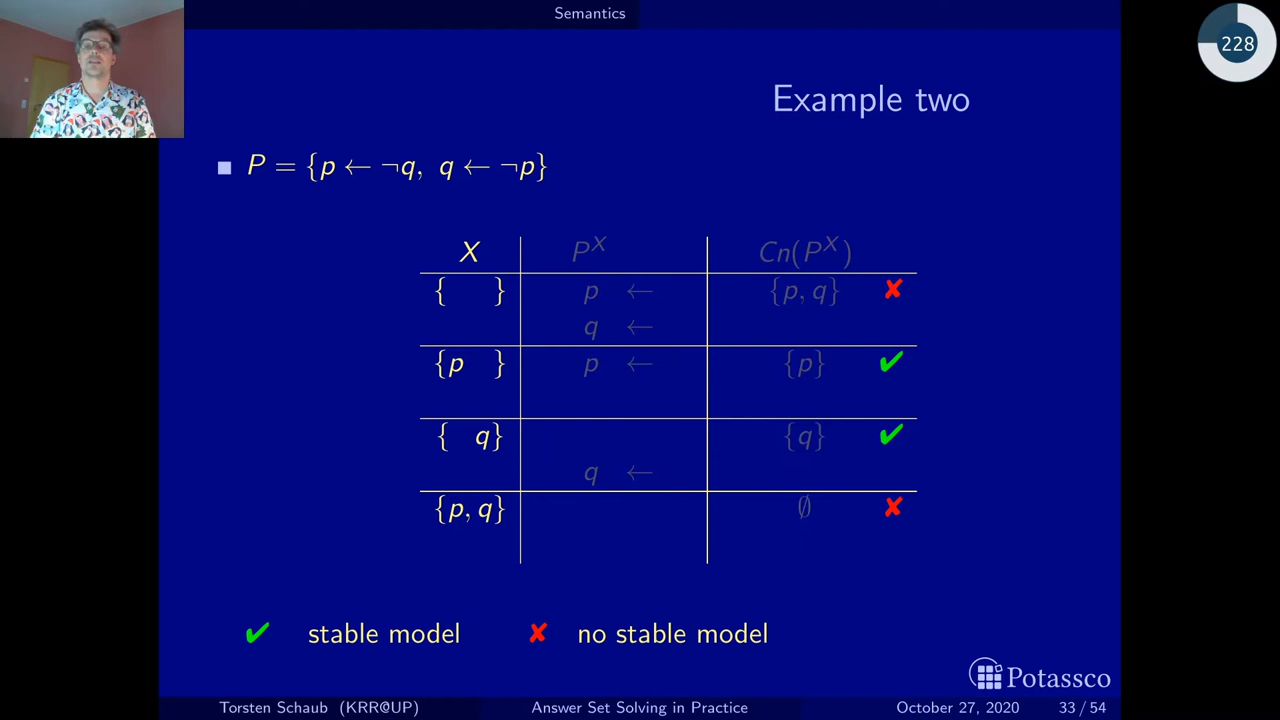 Semantics
228
Example two
P = {p ← ¬q, q ← ¬p}
X P^X Cn(P^X)
{ } p ← {p, q} ✘
q ←
{p } p ← {p} ✔
{ q} {q} ✔
q ←
{p, q} ∅ ✘
✔ stable model ✘ no stable model
Potassco
Torsten Schaub (KRR@UP) Answer Set Solving in Practice October 27, 2020 33 / 54